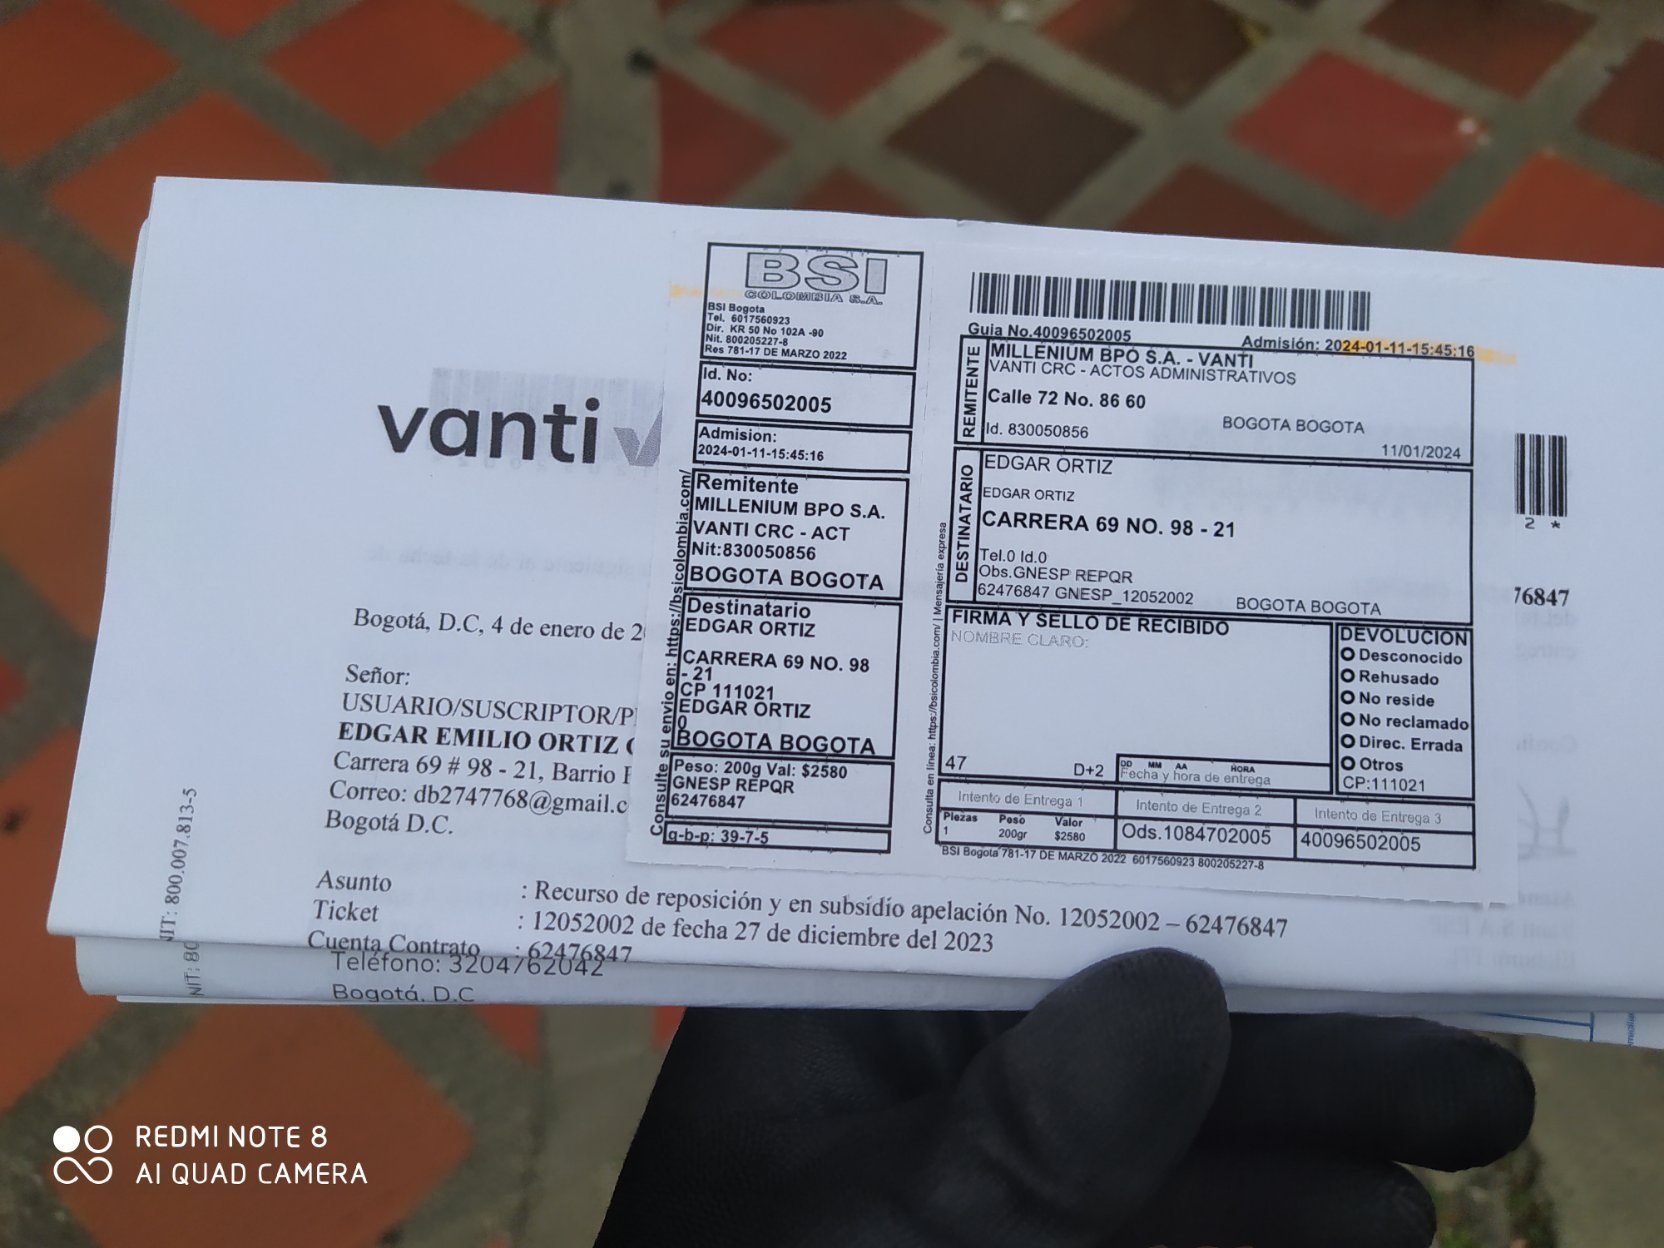 vanti
Bogotá, D.C, 4 de enero de 2
Señor:
USUARIO/SUSCRIPTOR/P
EDGAR EMILIO ORTIZ
Carrera 69 # 98 - 21, Barrio
Correo: db2747768@gmail.c
Bogotá D.C.
Asunto : Recurso de reposición y en subsidio apelación No. 12052002 – 62476847
Ticket : 12052002 de fecha 27 de diciembre del 2023
Cuenta Contrato : 62476847
Teléfono: 3204762042
Bogotá, D.C
NIT: 800.007.813-5
NIT: 80
BSI
COLOMBIA S.A.
BSI Bogota
Tel. 6017560923
Dir. KR 50 No 102A -90
Nit. 800205227-8
Res 781-17 DE MARZO 2022
Id. No:
40096502005
Admision:
2024-01-11-15:45:16
Remitente
MILLENIUM BPO S.A.
VANTI CRC - ACT
Nit:830050856
BOGOTA BOGOTA
Destinatario
EDGAR ORTIZ
CARRERA 69 NO. 98
- 21
CP 111021
EDGAR ORTIZ
0
BOGOTA BOGOTA
Peso: 200g Val: $2580
GNESP REPQR
62476847
q-b-p: 39-7-5
Consulte su envio en: https://bsicolombia.com/
Guia No.40096502005
Admisión: 2024-01-11-15:45:16
REMITENTE
MILLENIUM BPO S.A. - VANTI
VANTI CRC - ACTOS ADMINISTRATIVOS
Calle 72 No. 86 60
BOGOTA BOGOTA
Id. 830050856
11/01/2024
DESTINATARIO
EDGAR ORTIZ
EDGAR ORTIZ
CARRERA 69 NO. 98 - 21
Tel.0 Id.0
Obs.GNESP REPQR
62476847 GNESP_12052002
BOGOTA BOGOTA
FIRMA Y SELLO DE RECIBIDO
NOMBRE CLARO:
47
D+2
DD MM AA HORA
Fecha y hora de entrega
DEVOLUCION
Desconocido
Rehusado
No reside
No reclamado
Direc. Errada
Otros
CP:111021
Intento de Entrega 1
Intento de Entrega 2
Intento de Entrega 3
Piezas Peso Valor
1 200gr $2580
Ods.1084702005
40096502005
BSI Bogota 781-17 DE MARZO 2022 6017560923 800205227-8
Consulta en línea: https://bsicolombia.com/ | Mensajería expresa
2 *
76847
REDMI NOTE 8
AI QUAD CAMERA